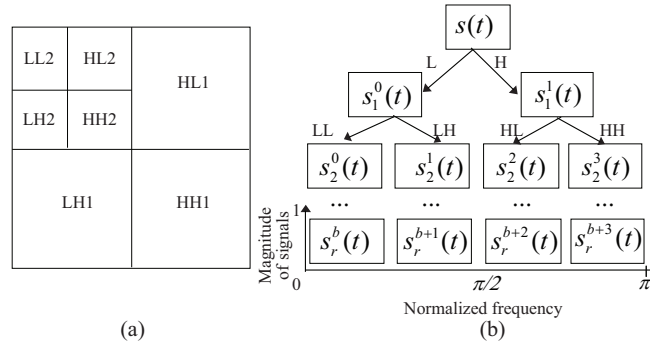 LL2 HL2
HL1
LH2 HH2
LH1 HH1
(a)
s(t)
L H
s_1^0(t) s_1^1(t)
LL LH HL HH
s_2^0(t) s_2^1(t) s_2^2(t) s_2^3(t)
... ... ... ...
1
Magnitude
of signals
s_r^b(t) s_r^{b+1}(t) s_r^{b+2}(t) s_r^{b+3}(t)
0 π/2 π
Normalized frequency
(b)